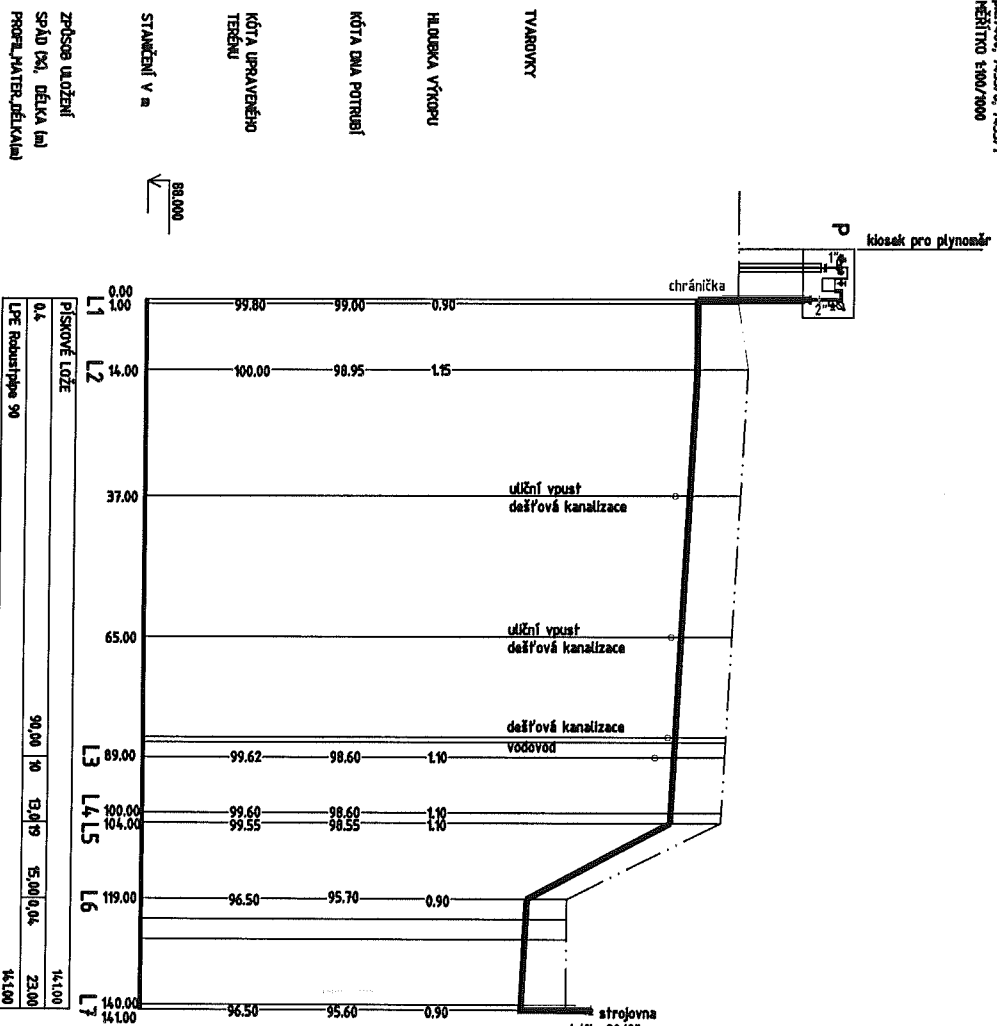 MĚŘÍTKO 1:100/1000
kiosek pro plynoměr
P
1"
2"
chránička
TVAROVKY
HLOUBKA VÝKOPU
KÓTA DNA POTRUBÍ
KÓTA UPRAVENÉHO
TERÉNU
STANIČENÍ V m
ZPŮSOB ULOŽENÍ
SPÁD (%), DÉLKA (m)
PROFIL,MATER.,DÉLKA(m)
88.000
0.00
L1 1.00 99.80 99.00 0.90
L2 14.00 100.00 98.95 1.15
37.00
uliční vpust
dešťová kanalizace
65.00
uliční vpust
dešťová kanalizace
dešťová kanalizace
vodovod
L3 89.00 99.62 98.60 1.10
L4 100.00 99.60 98.60 1.10
L5 104.00 99.55 98.55 1.10
L6 119.00 96.50 95.70 0.90
140.00
L7 141.00 96.50 95.60 0.90
strojovna
PÍSKOVÉ LOŽE 141.00
0.4 90,00 10 13,0 19 15,00 0,04 23.00
LPE Robustpipe 90 141.00